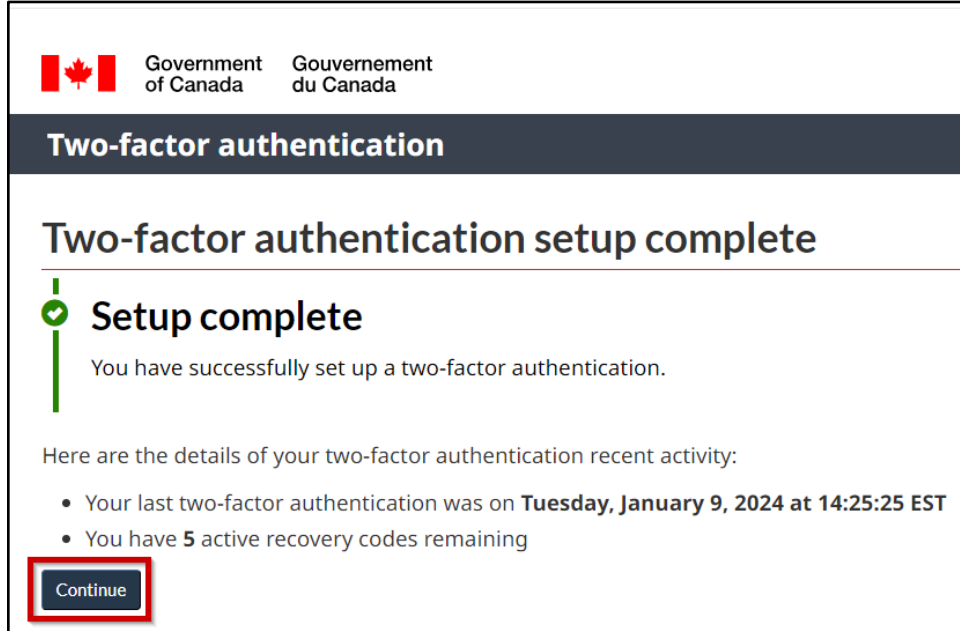 Government Gouvernement
of Canada du Canada
Two-factor authentication
Two-factor authentication setup complete
Setup complete
You have successfully set up a two-factor authentication.
Here are the details of your two-factor authentication recent activity:
• Your last two-factor authentication was on Tuesday, January 9, 2024 at 14:25:25 EST
• You have 5 active recovery codes remaining
Continue